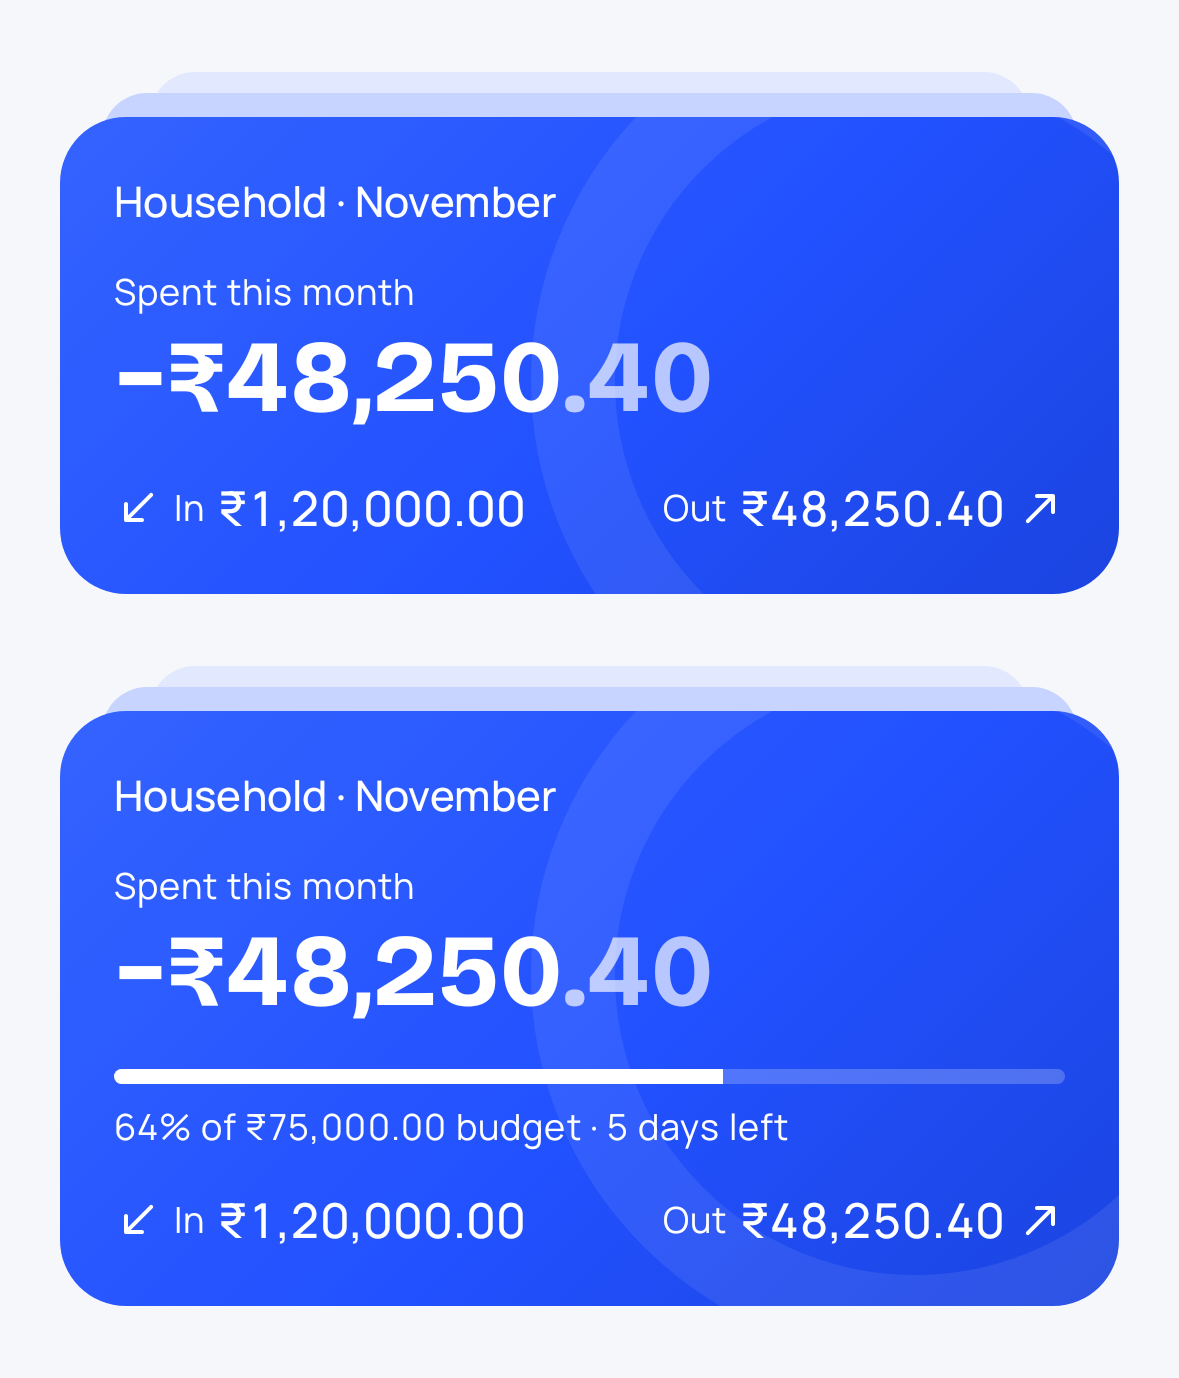 Household · November
Spent this month
−₹48,250.40
In ₹1,20,000.00 Out ₹48,250.40
Household · November
Spent this month
−₹48,250.40
64% of ₹75,000.00 budget · 5 days left
In ₹1,20,000.00 Out ₹48,250.40